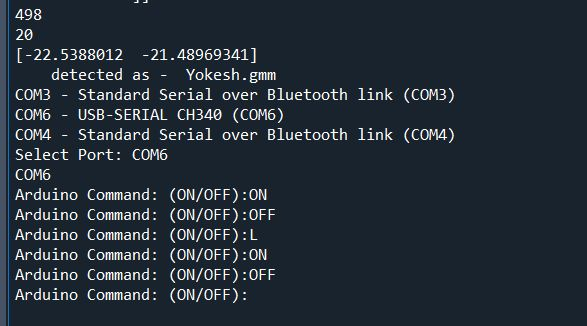 ]]
498
20
[-22.5388012  -21.48969341]
    detected as -  Yokesh.gmm
COM3 - Standard Serial over Bluetooth link (COM3)
COM6 - USB-SERIAL CH340 (COM6)
COM4 - Standard Serial over Bluetooth link (COM4)
Select Port: COM6
COM6
Arduino Command: (ON/OFF):ON
Arduino Command: (ON/OFF):OFF
Arduino Command: (ON/OFF):L
Arduino Command: (ON/OFF):ON
Arduino Command: (ON/OFF):OFF
Arduino Command: (ON/OFF):